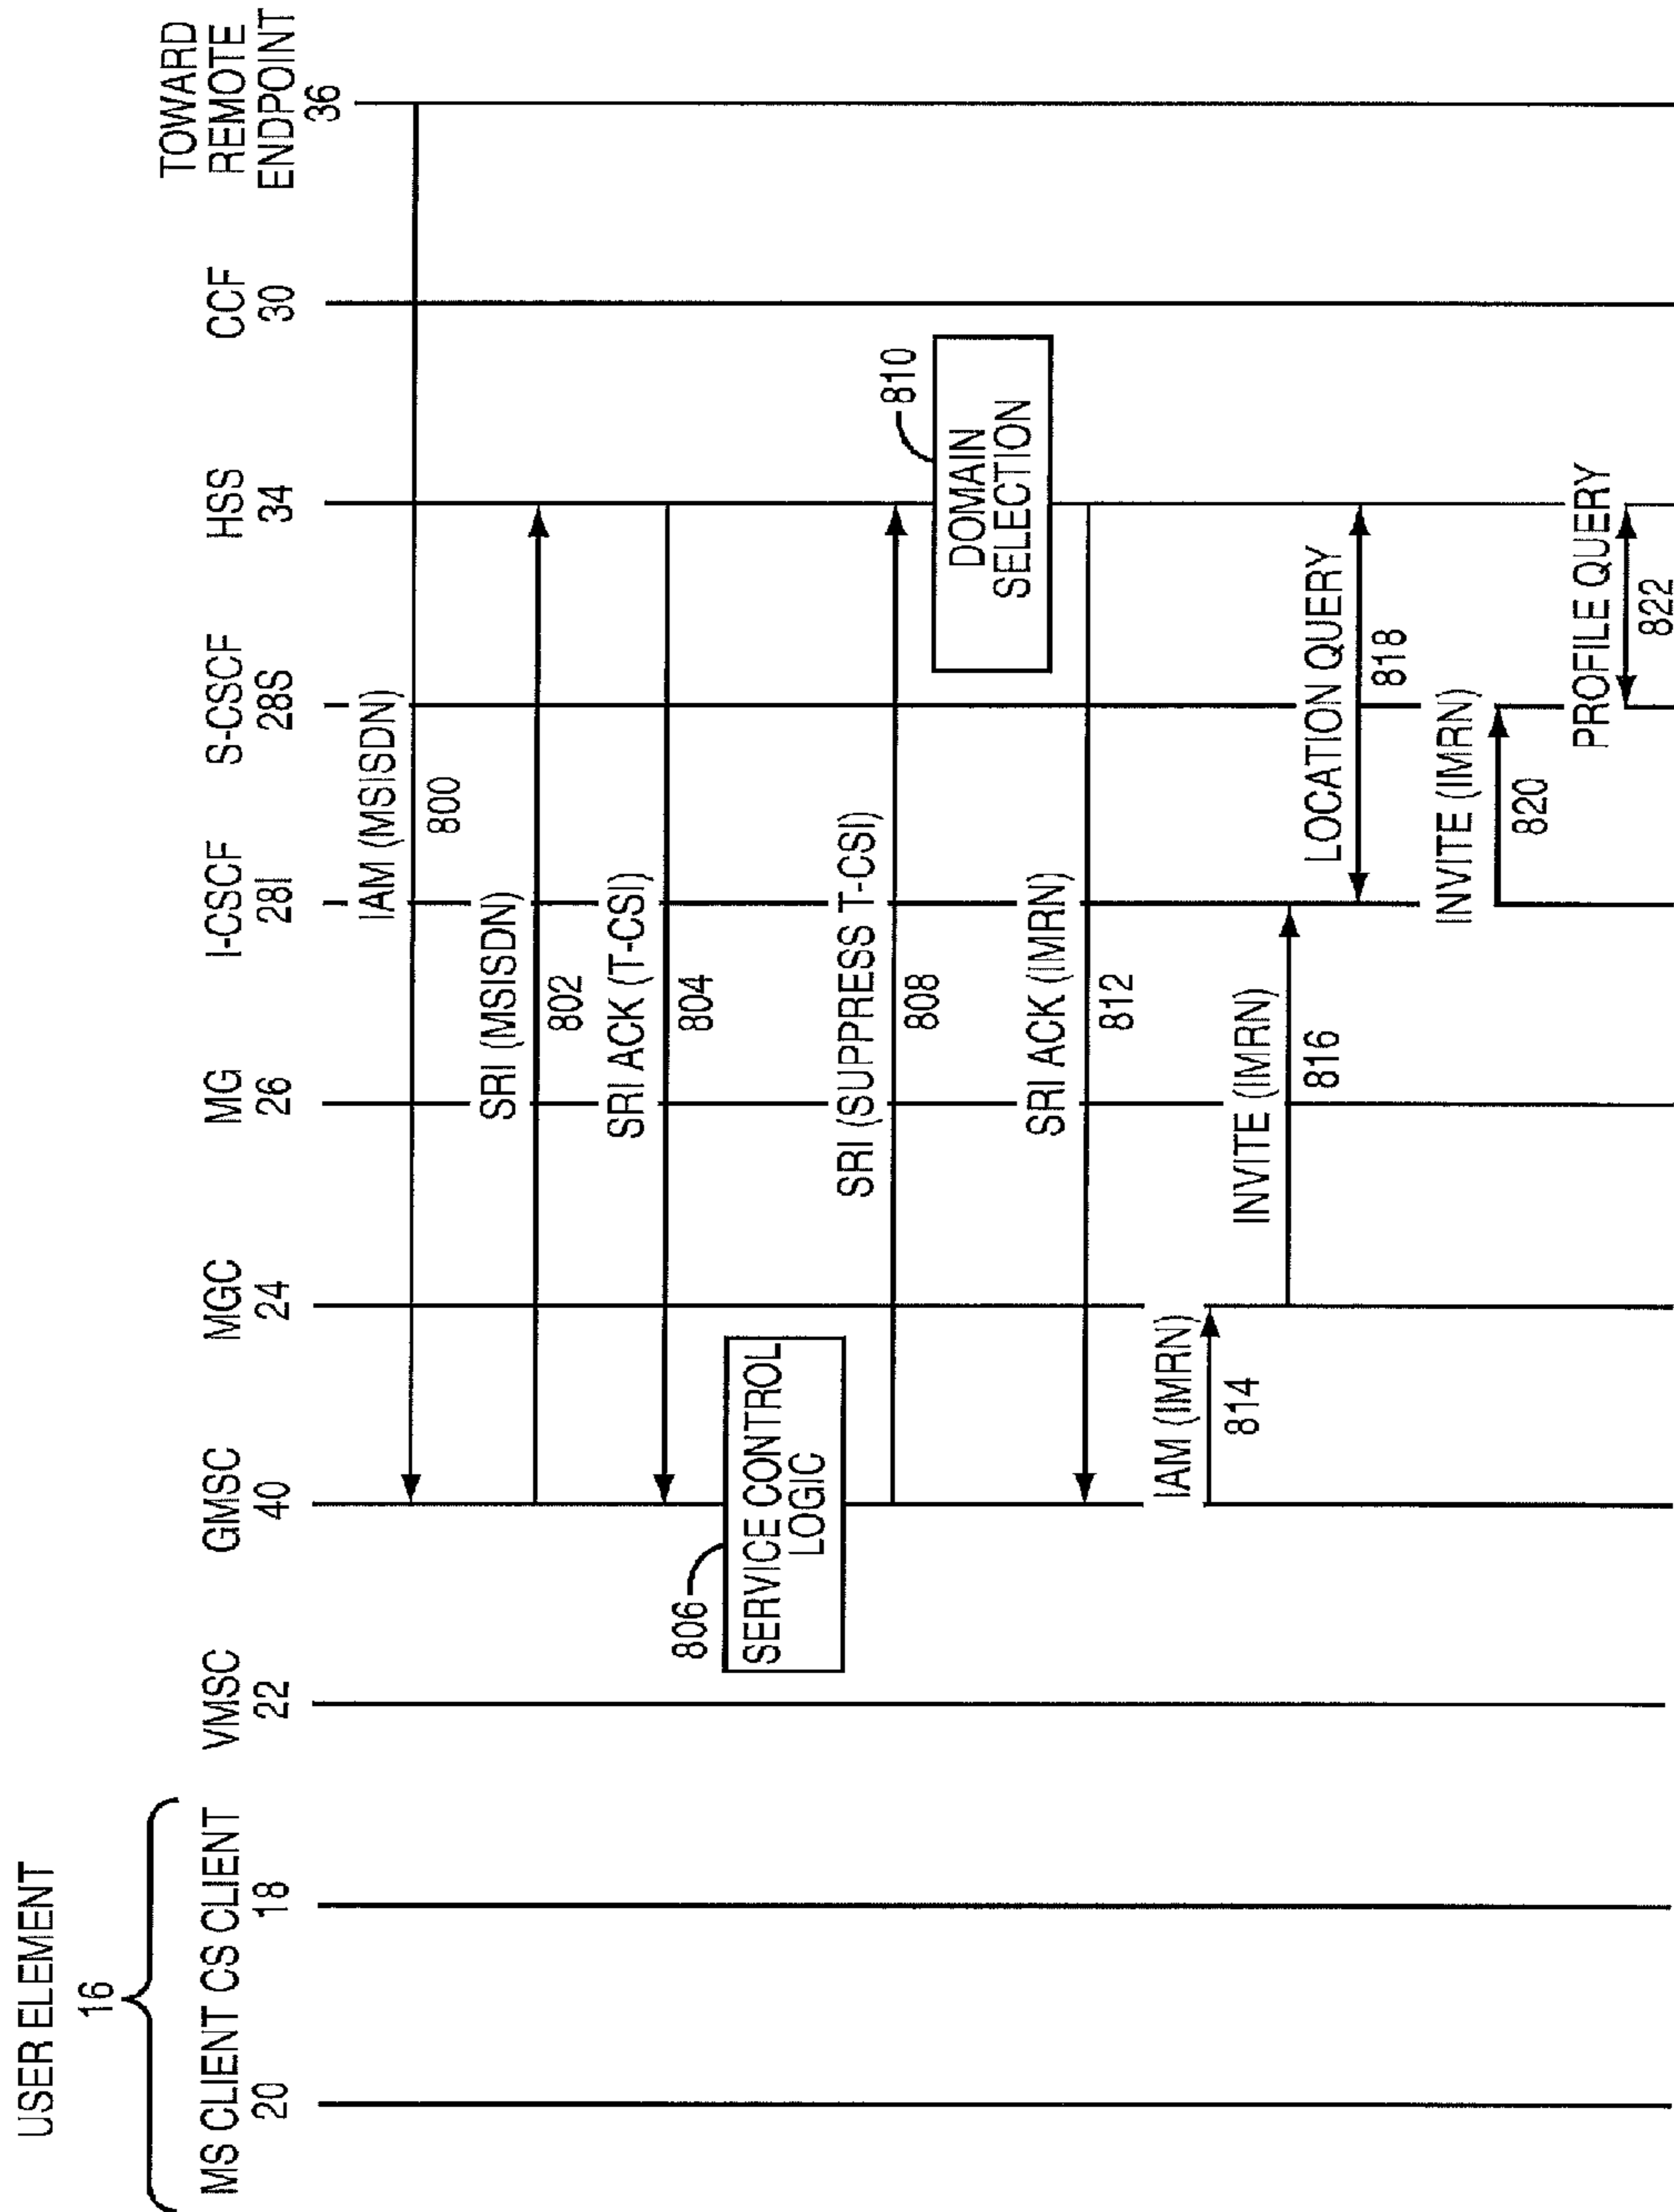 USER ELEMENT
16
MS CLIENT
20
CS CLIENT
18
VMSC
22
GMSC
40
MGC
24
MG
26
I-CSCF
28I
S-CSCF
28S
HSS
34
CCF
30
TOWARD
REMOTE
ENDPOINT
36
IAM (MSISDN)
800
SRI (MSISDN)
802
SRI ACK (T-CSI)
804
806
SERVICE CONTROL
LOGIC
SRI (SUPPRESS T-CSI)
808
810
DOMAIN
SELECTION
SRI ACK (IMRN)
812
IAM (IMRN)
814
INVITE (IMRN)
816
LOCATION QUERY
818
INVITE (IMRN)
820
PROFILE QUERY
822